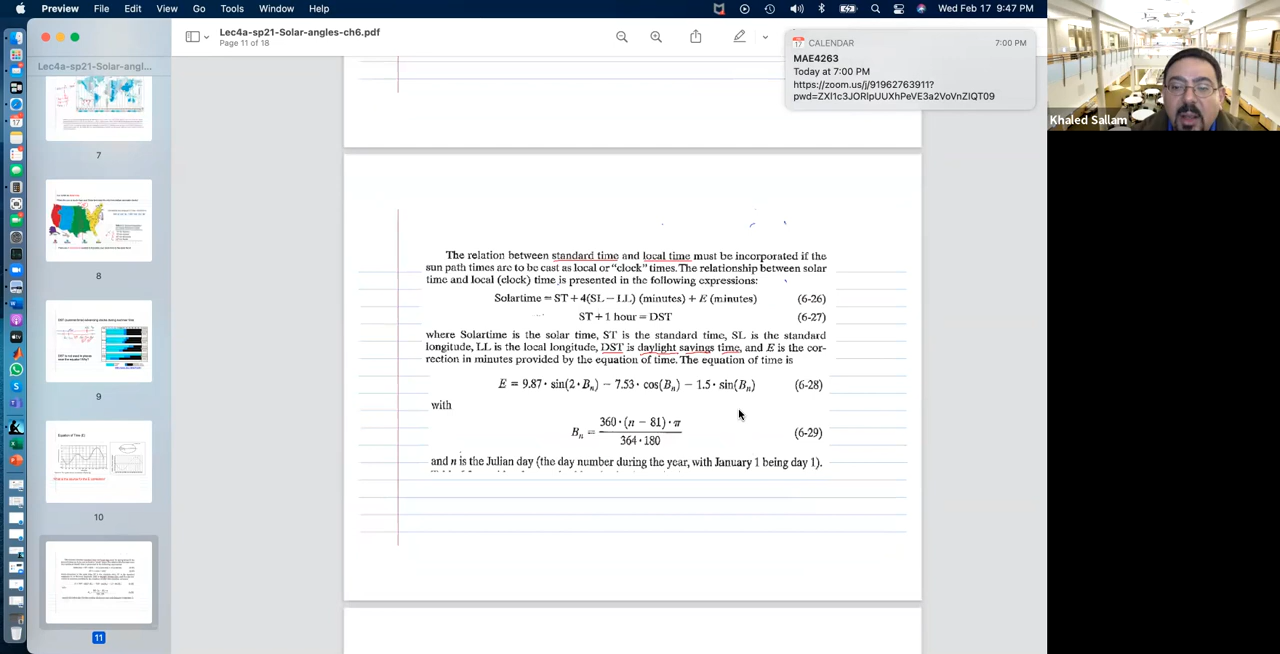 Preview File Edit View Go Tools Window Help Wed Feb 17 9:47 PM
Lec4a-sp21-Solar-angles-ch6.pdf
Page 11 of 18
Lec4a-sp21-Solar-angl...
CALENDAR 7:00 PM
MAE4263
Today at 7:00 PM
https://zoom.us/j/91962763911?
pwd=ZXI1c3JORlpUUXhPeVE3a2VoVnZIQT09
Khaled Sallam
7
8
9
10
11
The relation between standard time and local time must be incorporated if the
sun path times are to be cast as local or “clock” times. The relationship between solar
time and local (clock) time is presented in the following expressions:
Solartime = ST + 4(SL − LL) (minutes) + E (minutes) (6-26)
ST + 1 hour = DST (6-27)
where Solartime is the solar time, ST is the standard time, SL is the standard
longitude, LL is the local longitude, DST is daylight savings time, and E is the cor-
rection in minutes provided by the equation of time. The equation of time is
E = 9.87 · sin(2 · Bn) − 7.53 · cos(Bn) − 1.5 · sin(Bn) (6-28)
with
Bn = 360 · (n − 81) · π / 364 · 180 (6-29)
and n is the Julian day (the day number during the year, with January 1 being day 1).